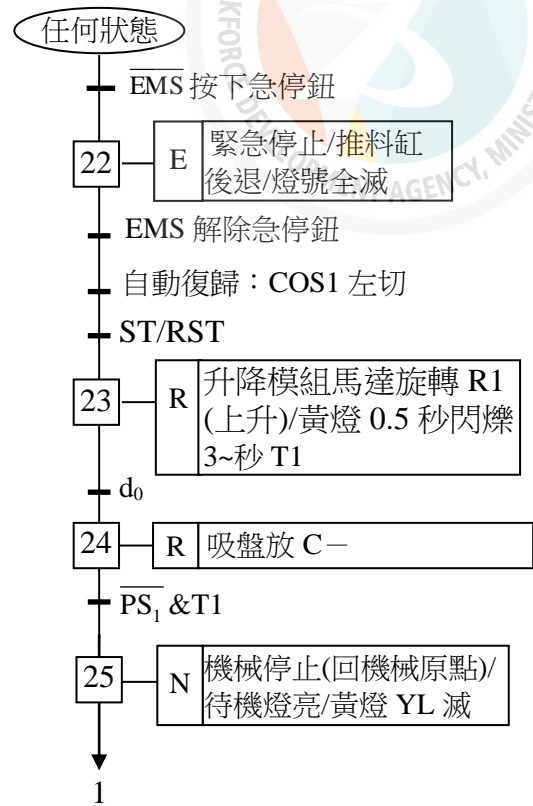 任何狀態
EMS 按下急停鈕
22
E
緊急停止/推料缸
後退/燈號全滅
EMS 解除急停鈕
自動復歸：COS1 左切
ST/RST
23
R
升降模組馬達旋轉 R1
(上升)/黃燈 0.5 秒閃爍
3~秒 T1
d₀
24
R
吸盤放 C－
PS₁ &T1
25
N
機械停止(回機械原點)/
待機燈亮/黃燈 YL 滅
1
KFORCE DEVELOPMENT AGENCY, MINIS